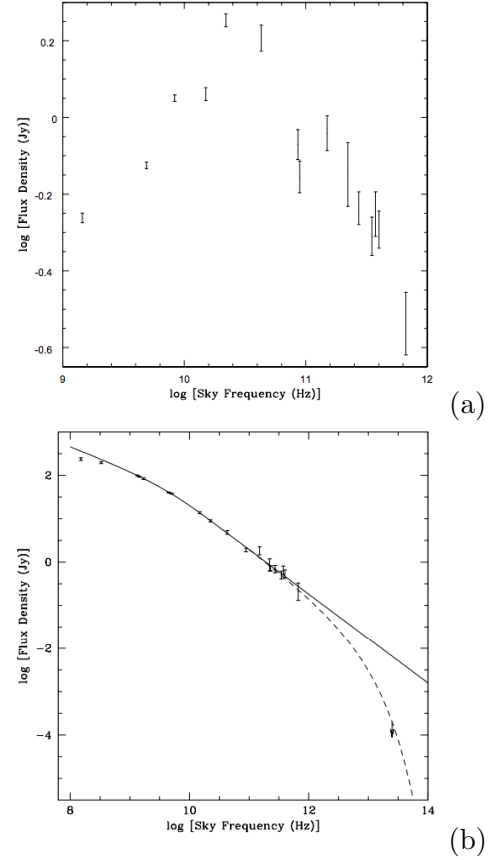 0.2
0
-0.2
-0.4
-0.6
log [Flux Density (Jy)]
9
10
11
12
log [Sky Frequency (Hz)]
(a)
2
0
−2
−4
log [Flux Density (Jy)]
8
10
12
14
log [Sky Frequency (Hz)]
(b)